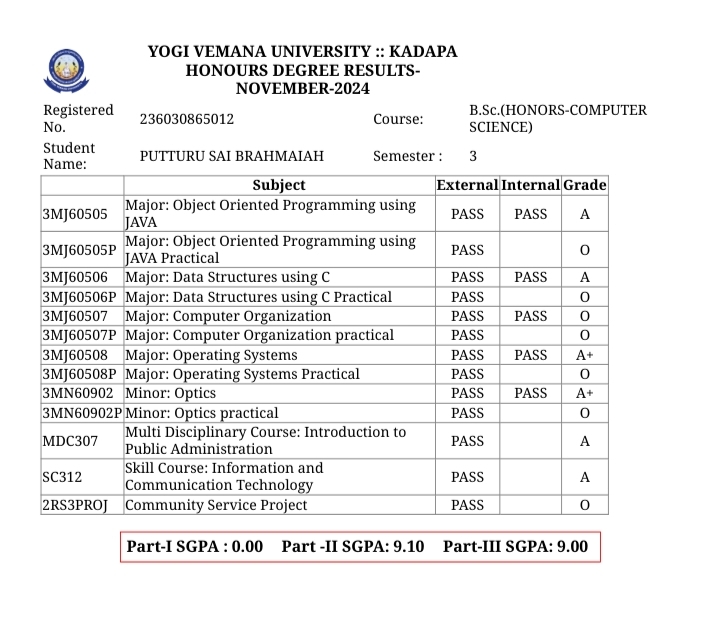 YOGI VEMANA UNIVERSITY :: KADAPA
HONOURS DEGREE RESULTS-
NOVEMBER-2024
Registered No. 236030865012 Course: B.Sc.(HONORS-COMPUTER SCIENCE)
Student Name: PUTTURU SAI BRAHMAIAH Semester : 3
Subject External Internal Grade
3MJ60505 Major: Object Oriented Programming using JAVA PASS PASS A
3MJ60505P Major: Object Oriented Programming using JAVA Practical PASS O
3MJ60506 Major: Data Structures using C PASS PASS A
3MJ60506P Major: Data Structures using C Practical PASS O
3MJ60507 Major: Computer Organization PASS PASS O
3MJ60507P Major: Computer Organization practical PASS O
3MJ60508 Major: Operating Systems PASS PASS A+
3MJ60508P Major: Operating Systems Practical PASS O
3MN60902 Minor: Optics PASS PASS A+
3MN60902P Minor: Optics practical PASS O
MDC307 Multi Disciplinary Course: Introduction to Public Administration PASS A
SC312 Skill Course: Information and Communication Technology PASS A
2RS3PROJ Community Service Project PASS O
Part-I SGPA : 0.00 Part -II SGPA: 9.10 Part-III SGPA: 9.00